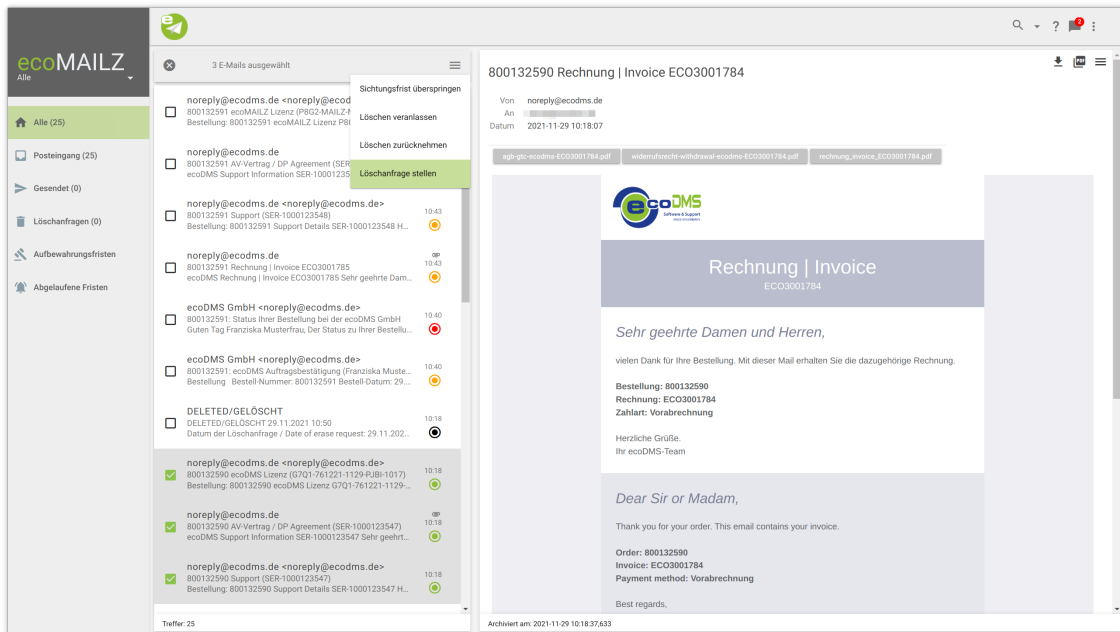 ecoMAILZ
Alle
Alle (25)
Posteingang (25)
Gesendet (0)
Löschanfragen (0)
Aufbewahrungsfristen
Abgelaufene Fristen
e
?
2
3 E-Mails ausgewählt
Sichtungsfrist überspringen
Löschen veranlassen
Löschen zurücknehmen
Löschanfrage stellen
noreply@ecodms.de <noreply@ecod
800132591 ecoMAILZ Lizenz (P8G2-MAILZ-
Bestellung: 800132591 ecoMAILZ Lizenz
noreply@ecodms.de
800132591 AV-Vertrag / DP Agreement (SER
ecoDMS Support Information SER-1000123
noreply@ecodms.de <noreply@ecodms.de>
800132591 Support (SER-1000123548)
10:43
Bestellung: 800132591 Support Details SER-1000123548 H...
noreply@ecodms.de
800132591 Rechnung | Invoice ECO3001785
10:43
ecoDMS Rechnung | Invoice ECO3001785 Sehr geehrte Dam...
ecoDMS GmbH <noreply@ecodms.de>
800132591: Status Ihrer Bestellung bei der ecoDMS GmbH
10:40
Guten Tag Franziska Musterfrau, Der Status zu Ihrer Bestellu...
ecoDMS GmbH <noreply@ecodms.de>
800132591: ecoDMS Auftragsbestätigung (Franziska Muste...
10:40
Bestellung Bestell-Nummer: 800132591 Bestell-Datum: 29....
DELETED/GELÖSCHT
DELETED/GELÖSCHT 29.11.2021 10:50
10:18
Datum der Löschanfrage / Date of erase request: 29.11.202...
noreply@ecodms.de <noreply@ecodms.de>
800132590 ecoDMS Lizenz (G7Q1-761221-1129-PJBI-1017)
10:18
Bestellung: 800132590 ecoDMS Lizenz G7Q1-761221-1129-...
noreply@ecodms.de
800132590 AV-Vertrag / DP Agreement (SER-1000123547)
10:18
ecoDMS Support Information SER-1000123547 Sehr geehrt...
noreply@ecodms.de <noreply@ecodms.de>
800132590 Support (SER-1000123547)
10:18
Bestellung: 800132590 Support Details SER-1000123547 H...
Treffer: 25
800132590 Rechnung | Invoice ECO3001784
PDF
Von noreply@ecodms.de
An
Datum 2021-11-29 10:18:07
agb-gtc-ecodms-ECO3001784.pdf
widerrufsrecht-withdrawal-ecodms-ECO3001784.pdf
rechnung_invoice_ECO3001784.pdf
ecoDMS
Software & Support
Rechnung | Invoice
ECO3001784
Sehr geehrte Damen und Herren,
vielen Dank für Ihre Bestellung. Mit dieser Mail erhalten Sie die dazugehörige Rechnung.
Bestellung: 800132590
Rechnung: ECO3001784
Zahlart: Vorabrechnung
Herzliche Grüße.
Ihr ecoDMS-Team
Dear Sir or Madam,
Thank you for your order. This email contains your invoice.
Order: 800132590
Invoice: ECO3001784
Payment method: Vorabrechnung
Best regards,
Archiviert am: 2021-11-29 10:18:37,633